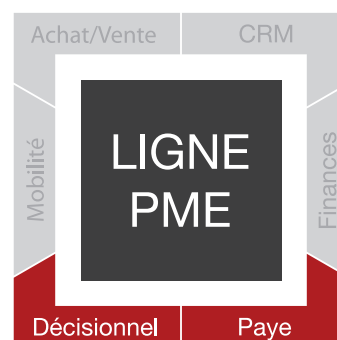 Achat/Vente
CRM
Mobilité
LIGNE
PME
Finances
Décisionnel
Paye